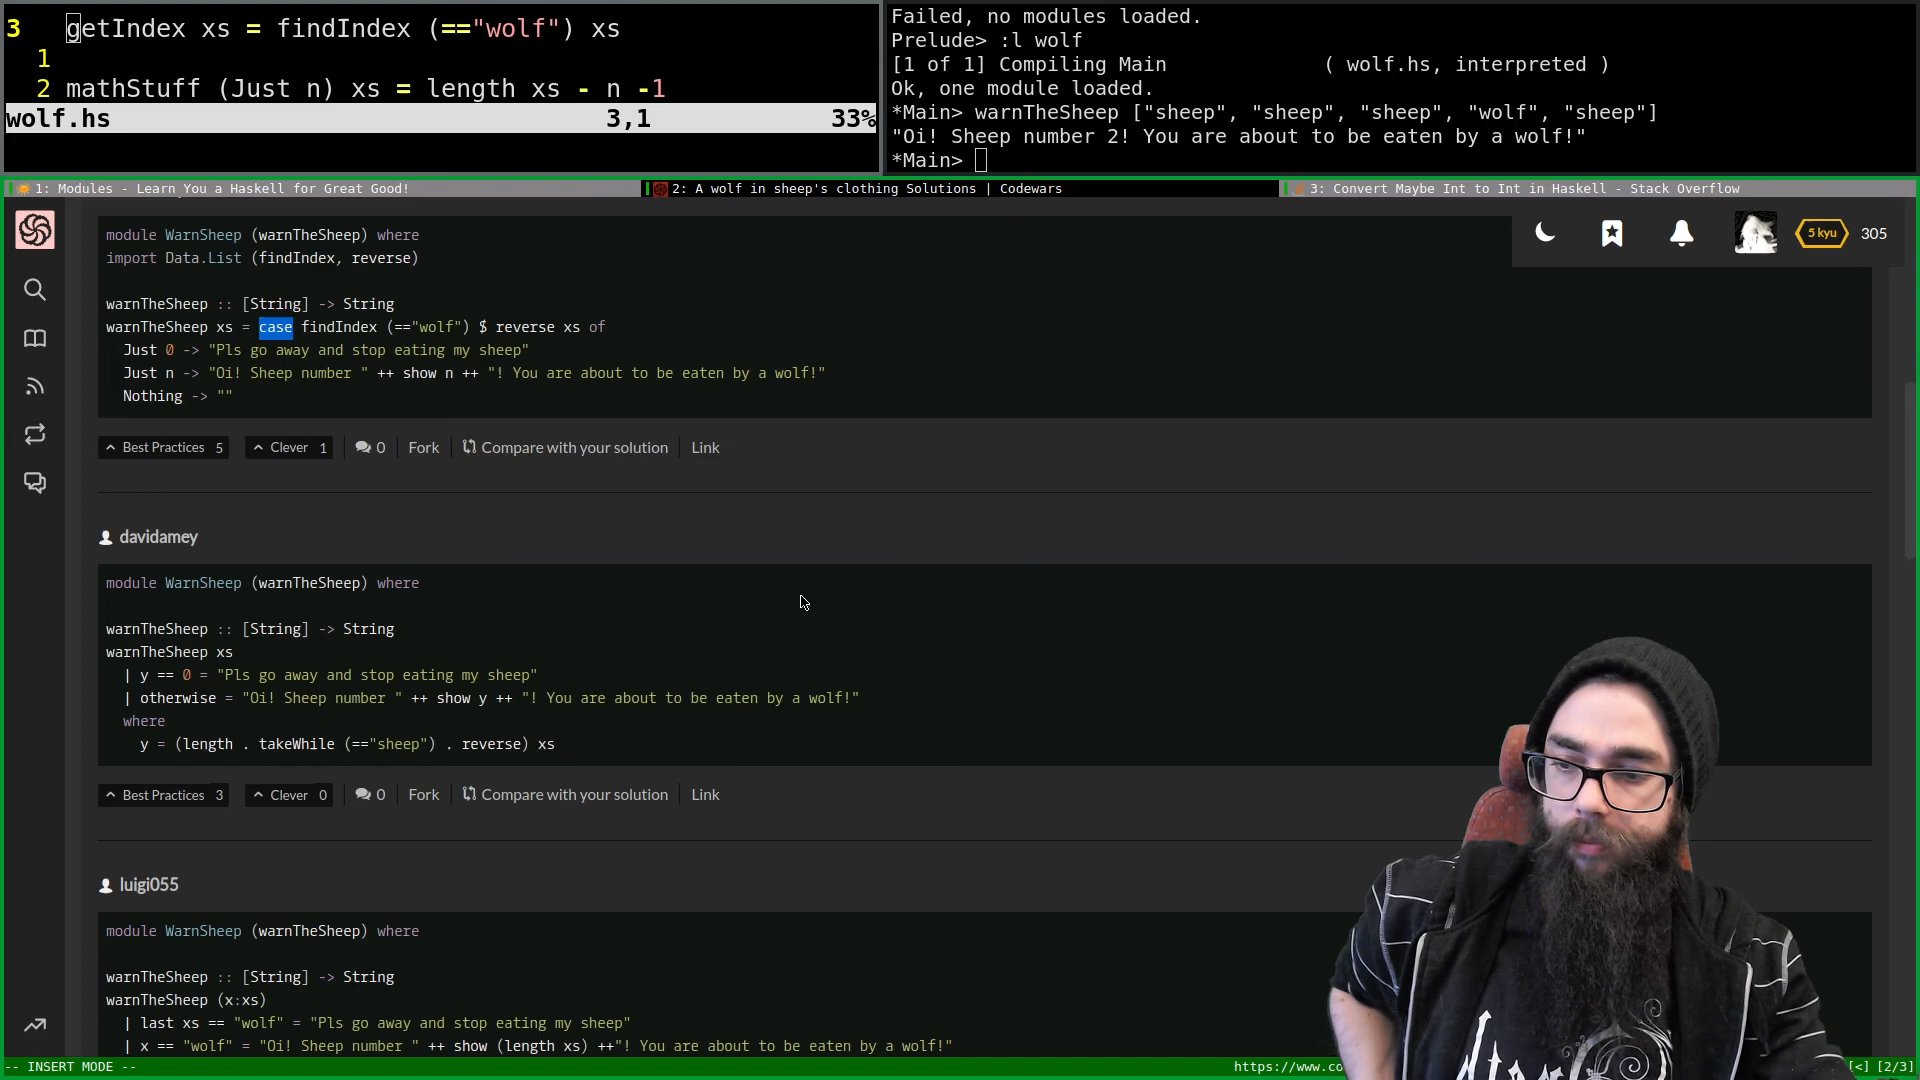 3 getIndex xs = findIndex (=="wolf") xs
1
2 mathStuff (Just n) xs = length xs - n -1
wolf.hs 3,1 33%
Failed, no modules loaded.
Prelude> :l wolf
[1 of 1] Compiling Main ( wolf.hs, interpreted )
Ok, one module loaded.
*Main> warnTheSheep ["sheep", "sheep", "sheep", "wolf", "sheep"]
"Oi! Sheep number 2! You are about to be eaten by a wolf!"
*Main>
1: Modules - Learn You a Haskell for Great Good!
2: A wolf in sheep's clothing Solutions | Codewars
3: Convert Maybe Int to Int in Haskell - Stack Overflow
5 kyu 305
module WarnSheep (warnTheSheep) where
import Data.List (findIndex, reverse)
warnTheSheep :: [String] -> String
warnTheSheep xs = case findIndex (=="wolf") $ reverse xs of
Just 0 -> "Pls go away and stop eating my sheep"
Just n -> "Oi! Sheep number " ++ show n ++ "! You are about to be eaten by a wolf!"
Nothing -> ""
Best Practices 5 Clever 1 0 Fork Compare with your solution Link
davidamey
module WarnSheep (warnTheSheep) where
warnTheSheep :: [String] -> String
warnTheSheep xs
| y == 0 = "Pls go away and stop eating my sheep"
| otherwise = "Oi! Sheep number " ++ show y ++ "! You are about to be eaten by a wolf!"
where
y = (length . takeWhile (=="sheep") . reverse) xs
Best Practices 3 Clever 0 0 Fork Compare with your solution Link
luigi055
module WarnSheep (warnTheSheep) where
warnTheSheep :: [String] -> String
warnTheSheep (x:xs)
| last xs == "wolf" = "Pls go away and stop eating my sheep"
| x == "wolf" = "Oi! Sheep number " ++ show (length xs) ++"! You are about to be eaten by a wolf!"
-- INSERT MODE -- https://www.co [<] [2/3]